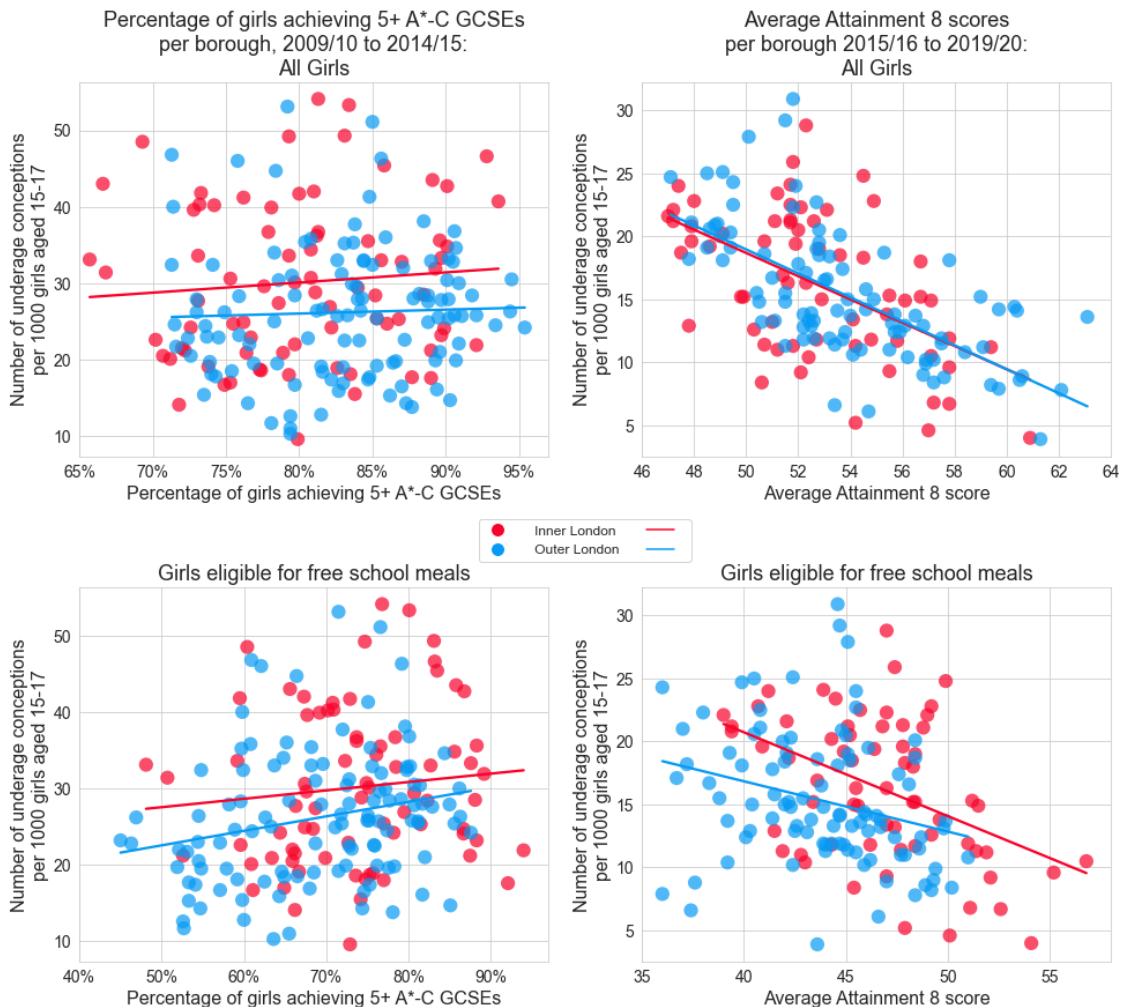 Percentage of girls achieving 5+ A*-C GCSEs
per borough, 2009/10 to 2014/15:
All Girls
Number of underage conceptions
per 1000 girls aged 15-17
50
40
30
20
10
65%
70%
75%
80%
85%
90%
95%
Percentage of girls achieving 5+ A*-C GCSEs
Average Attainment 8 scores
per borough 2015/16 to 2019/20:
All Girls
Number of underage conceptions
per 1000 girls aged 15-17
30
25
20
15
10
5
46
48
50
52
54
56
58
60
62
64
Average Attainment 8 score
Inner London
Outer London
Girls eligible for free school meals
Number of underage conceptions
per 1000 girls aged 15-17
50
40
30
20
10
40%
50%
60%
70%
80%
90%
Percentage of girls achieving 5+ A*-C GCSEs
Girls eligible for free school meals
Number of underage conceptions
per 1000 girls aged 15-17
30
25
20
15
10
5
35
40
45
50
55
Average Attainment 8 score